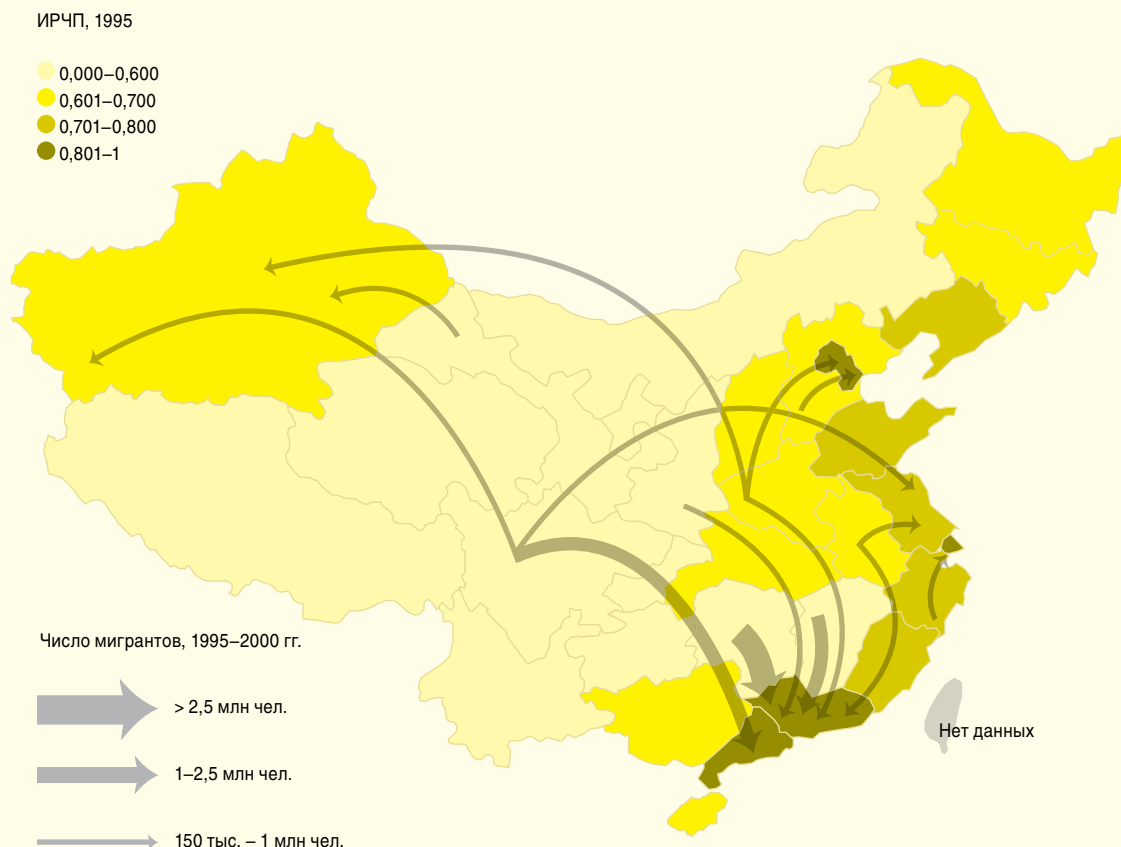 ИРЧП, 1995
0,000–0,600
0,601–0,700
0,701–0,800
0,801–1
Число мигрантов, 1995–2000 гг.
> 2,5 млн чел.
Нет данных
1–2,5 млн чел.
150 тыс. – 1 млн чел.